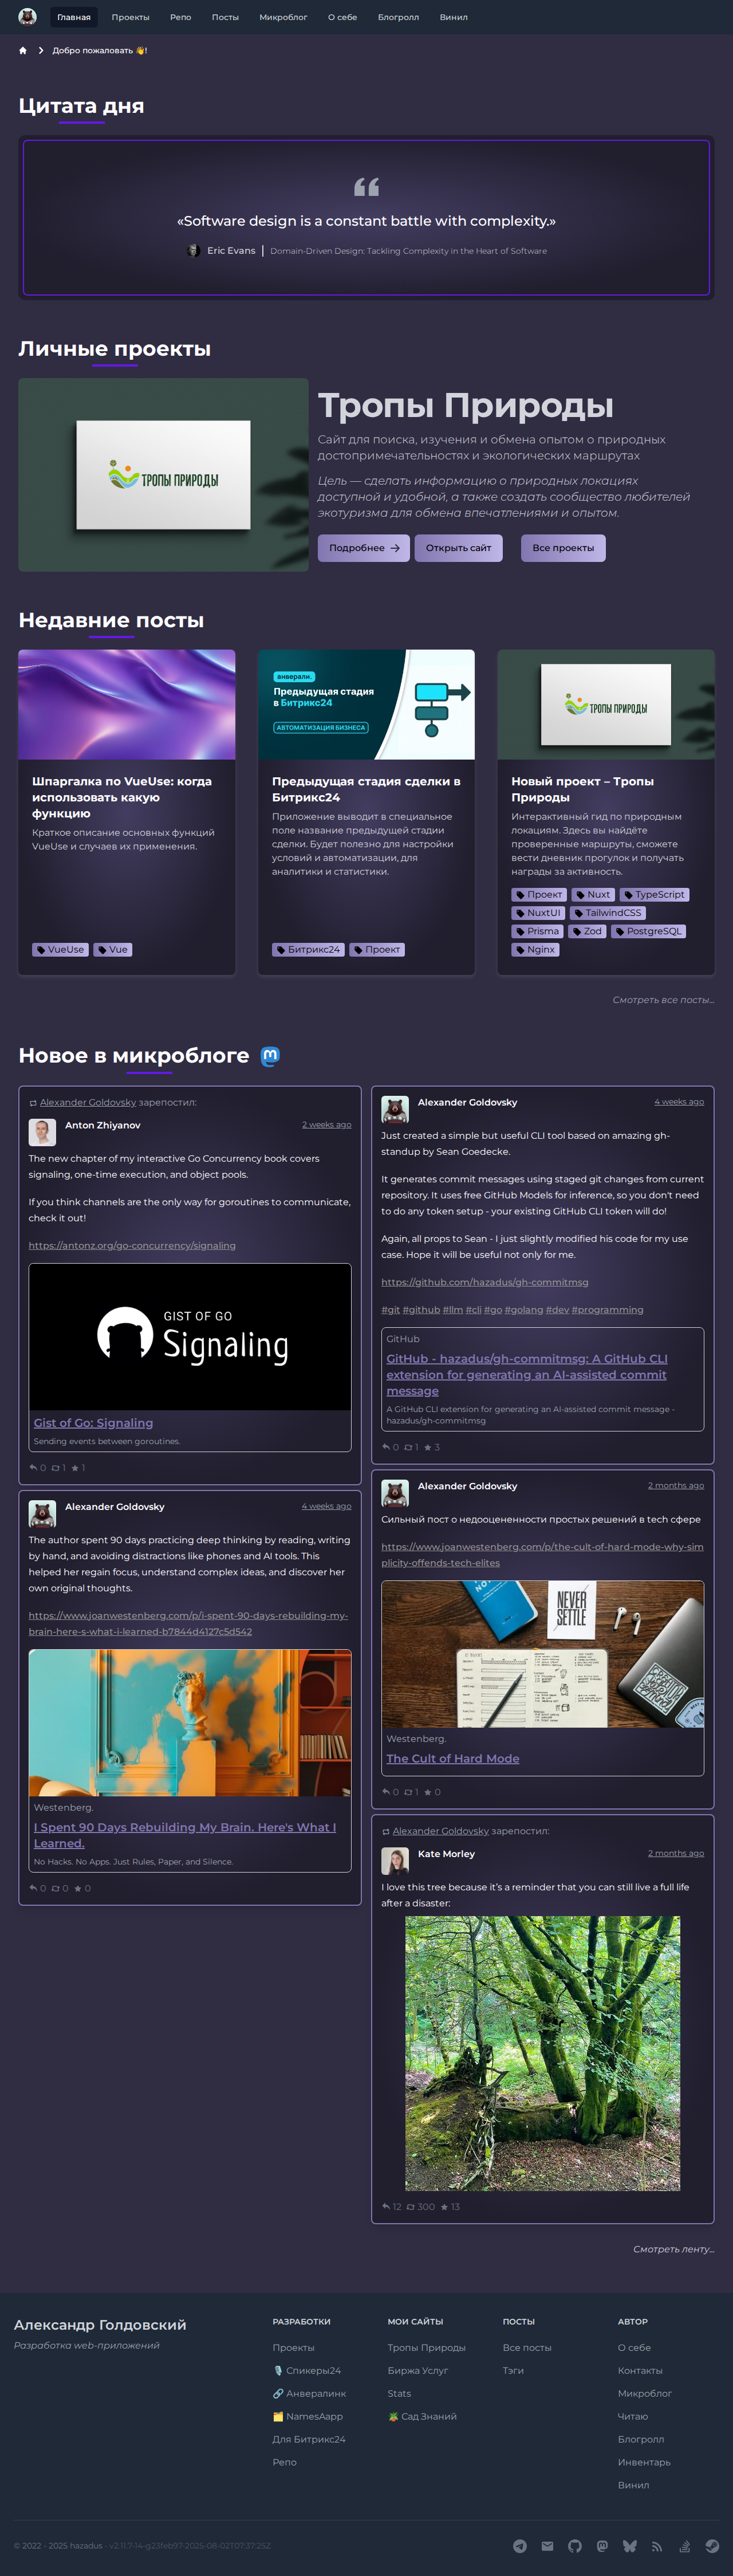 Главная Проекты Репо Посты Микроблог О себе Блогролл Винил
Добро пожаловать 👋!
Цитата дня
«Software design is a constant battle with complexity.»
Eric Evans Domain-Driven Design: Tackling Complexity in the Heart of Software
Личные проекты
ТРОПЫ ПРИРОДЫ
Тропы Природы
Сайт для поиска, изучения и обмена опытом о природных
достопримечательностях и экологических маршрутах
Цель — сделать информацию о природных локациях
доступной и удобной, а также создать сообщество любителей
экотуризма для обмена впечатлениями и опытом.
Подробнее Открыть сайт Все проекты
Недавние посты
Шпаргалка по VueUse: когда
использовать какую
функцию
Краткое описание основных функций
VueUse и случаев их применения.
VueUse Vue
анверали.
Предыдущая стадия
в Битрикс24
АВТОМАТИЗАЦИЯ БИЗНЕСА
Предыдущая стадия сделки в
Битрикс24
Приложение выводит в специальное
поле название предыдущей стадии
сделки. Будет полезно для настройки
условий и автоматизации, для
аналитики и статистики.
Битрикс24 Проект
ТРОПЫ ПРИРОДЫ
Новый проект – Тропы
Природы
Интерактивный гид по природным
локациям. Здесь вы найдёте
проверенные маршруты, сможете
вести дневник прогулок и получать
награды за активность.
Проект Nuxt TypeScript
NuxtUI TailwindCSS
Prisma Zod PostgreSQL
Nginx
Смотреть все посты...
Новое в микроблоге
Alexander Goldovsky зарепостил:
Anton Zhiyanov 2 weeks ago
The new chapter of my interactive Go Concurrency book covers
signaling, one-time execution, and object pools.
If you think channels are the only way for goroutines to communicate,
check it out!
https://antonz.org/go-concurrency/signaling
GIST OF GO
Signaling
Gist of Go: Signaling
Sending events between goroutines.
0 1 1
Alexander Goldovsky 4 weeks ago
The author spent 90 days practicing deep thinking by reading, writing
by hand, and avoiding distractions like phones and AI tools. This
helped her regain focus, understand complex ideas, and discover her
own original thoughts.
https://www.joanwestenberg.com/p/i-spent-90-days-rebuilding-my-
brain-here-s-what-i-learned-b7844d4127c5d542
Westenberg.
I Spent 90 Days Rebuilding My Brain. Here's What I
Learned.
No Hacks. No Apps. Just Rules, Paper, and Silence.
0 0 0
Alexander Goldovsky 4 weeks ago
Just created a simple but useful CLI tool based on amazing gh-
standup by Sean Goedecke.
It generates commit messages using staged git changes from current
repository. It uses free GitHub Models for inference, so you don't need
to do any token setup - your existing GitHub CLI token will do!
Again, all props to Sean - I just slightly modified his code for my use
case. Hope it will be useful not only for me.
https://github.com/hazadus/gh-commitmsg
#git #github #llm #cli #go #golang #dev #programming
GitHub
GitHub - hazadus/gh-commitmsg: A GitHub CLI
extension for generating an AI-assisted commit
message
A GitHub CLI extension for generating an AI-assisted commit message -
hazadus/gh-commitmsg
0 1 3
Alexander Goldovsky 2 months ago
Сильный пост о недооцененности простых решений в tech сфере
https://www.joanwestenberg.com/p/the-cult-of-hard-mode-why-sim
plicity-offends-tech-elites
NEVER
SETTLE
Westenberg.
The Cult of Hard Mode
0 1 0
Alexander Goldovsky зарепостил:
Kate Morley 2 months ago
I love this tree because it's a reminder that you can still live a full life
after a disaster:
12 300 13
Смотреть ленту...
Александр Голдовский
Разработка web-приложений
РАЗРАБОТКИ
Проекты
🎙️ Спикеры24
🔗 Анвералинк
🗂️ NamesAapp
Для Битрикс24
Репо
МОИ САЙТЫ
Тропы Природы
Биржа Услуг
Stats
🪴 Сад Знаний
ПОСТЫ
Все посты
Тэги
АВТОР
О себе
Контакты
Микроблог
Читаю
Блогролл
Инвентарь
Винил
© 2022 - 2025 hazadus · v2.11.7-14-g23feb97-2025-08-02T07:37:25Z